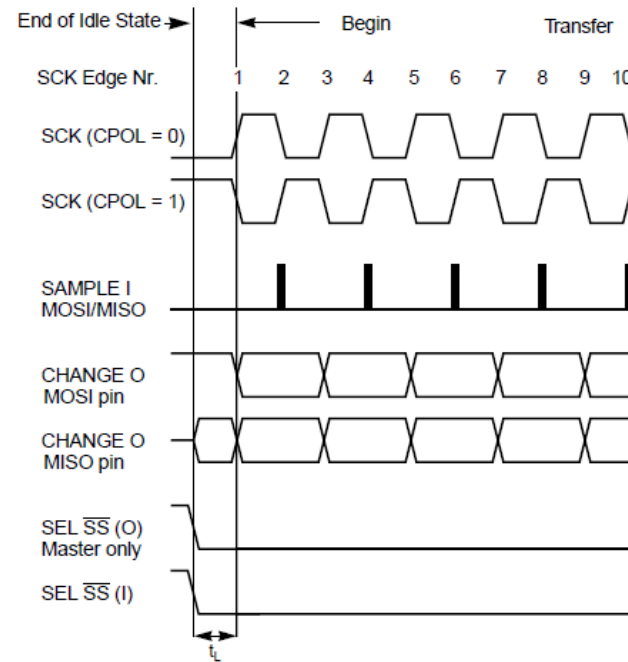 End of Idle State Begin Transfer
SCK Edge Nr. 1 2 3 4 5 6 7 8 9 10
SCK (CPOL = 0)
SCK (CPOL = 1)
SAMPLE I
MOSI/MISO
CHANGE O
MOSI pin
CHANGE O
MISO pin
SEL SS (O)
Master only
SEL SS (I)
tL